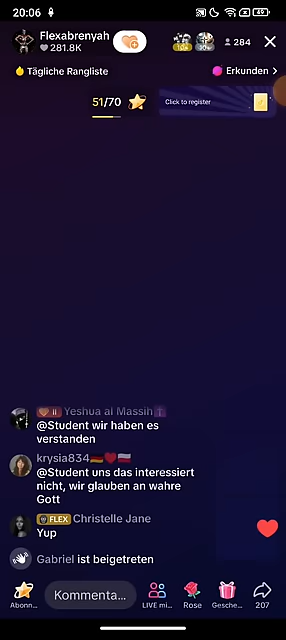 20:06
49
Flexabrenyah
281.8K
284
Tägliche Rangliste
Erkunden
51/70
Click to register
II Yeshua al Massih
@Student wir haben es
verstanden
krysia834
@Student uns das interessiert
nicht, wir glauben an wahre
Gott
FLEX Christelle Jane
Yup
Gabriel ist beigetreten
Abonn...
Kommenta...
LIVE mi...
Rose
Gesche...
207